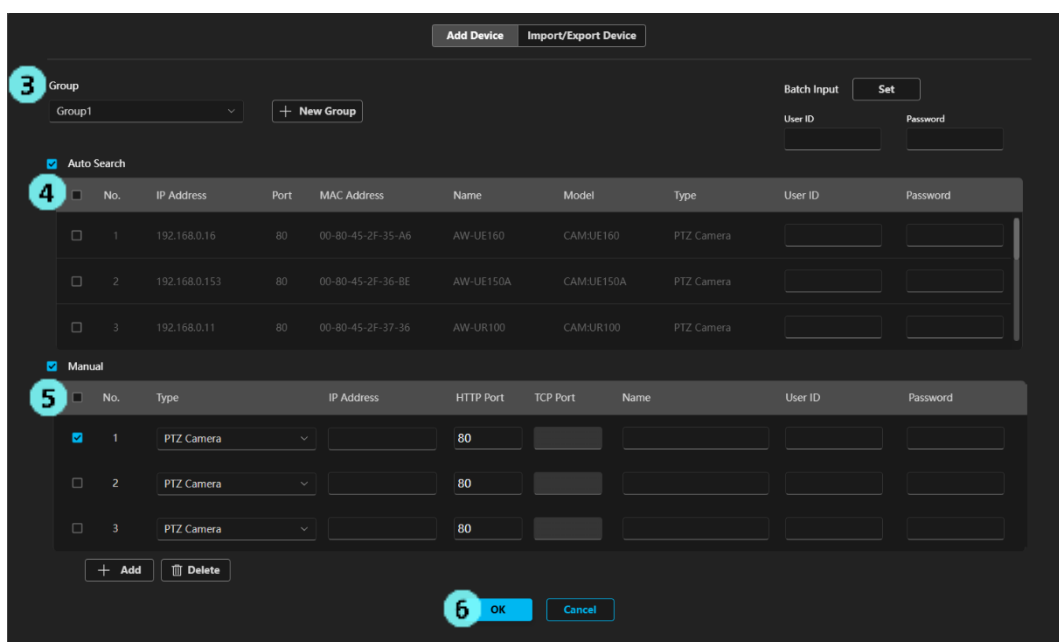 Add Device Import/Export Device
3 Group
Group1 + New Group
Batch Input Set
User ID Password
Auto Search
4 No. IP Address Port MAC Address Name Model Type User ID Password
1 192.168.0.16 80 00-80-45-2F-35-A6 AW-UE160 CAM:UE160 PTZ Camera
2 192.168.0.153 80 00-80-45-2F-36-BE AW-UE150A CAM:UE150A PTZ Camera
3 192.168.0.11 80 00-80-45-2F-37-36 AW-UR100 CAM:UR100 PTZ Camera
Manual
5 No. Type IP Address HTTP Port TCP Port Name User ID Password
1 PTZ Camera 80
2 PTZ Camera 80
3 PTZ Camera 80
+ Add Delete
6 OK Cancel